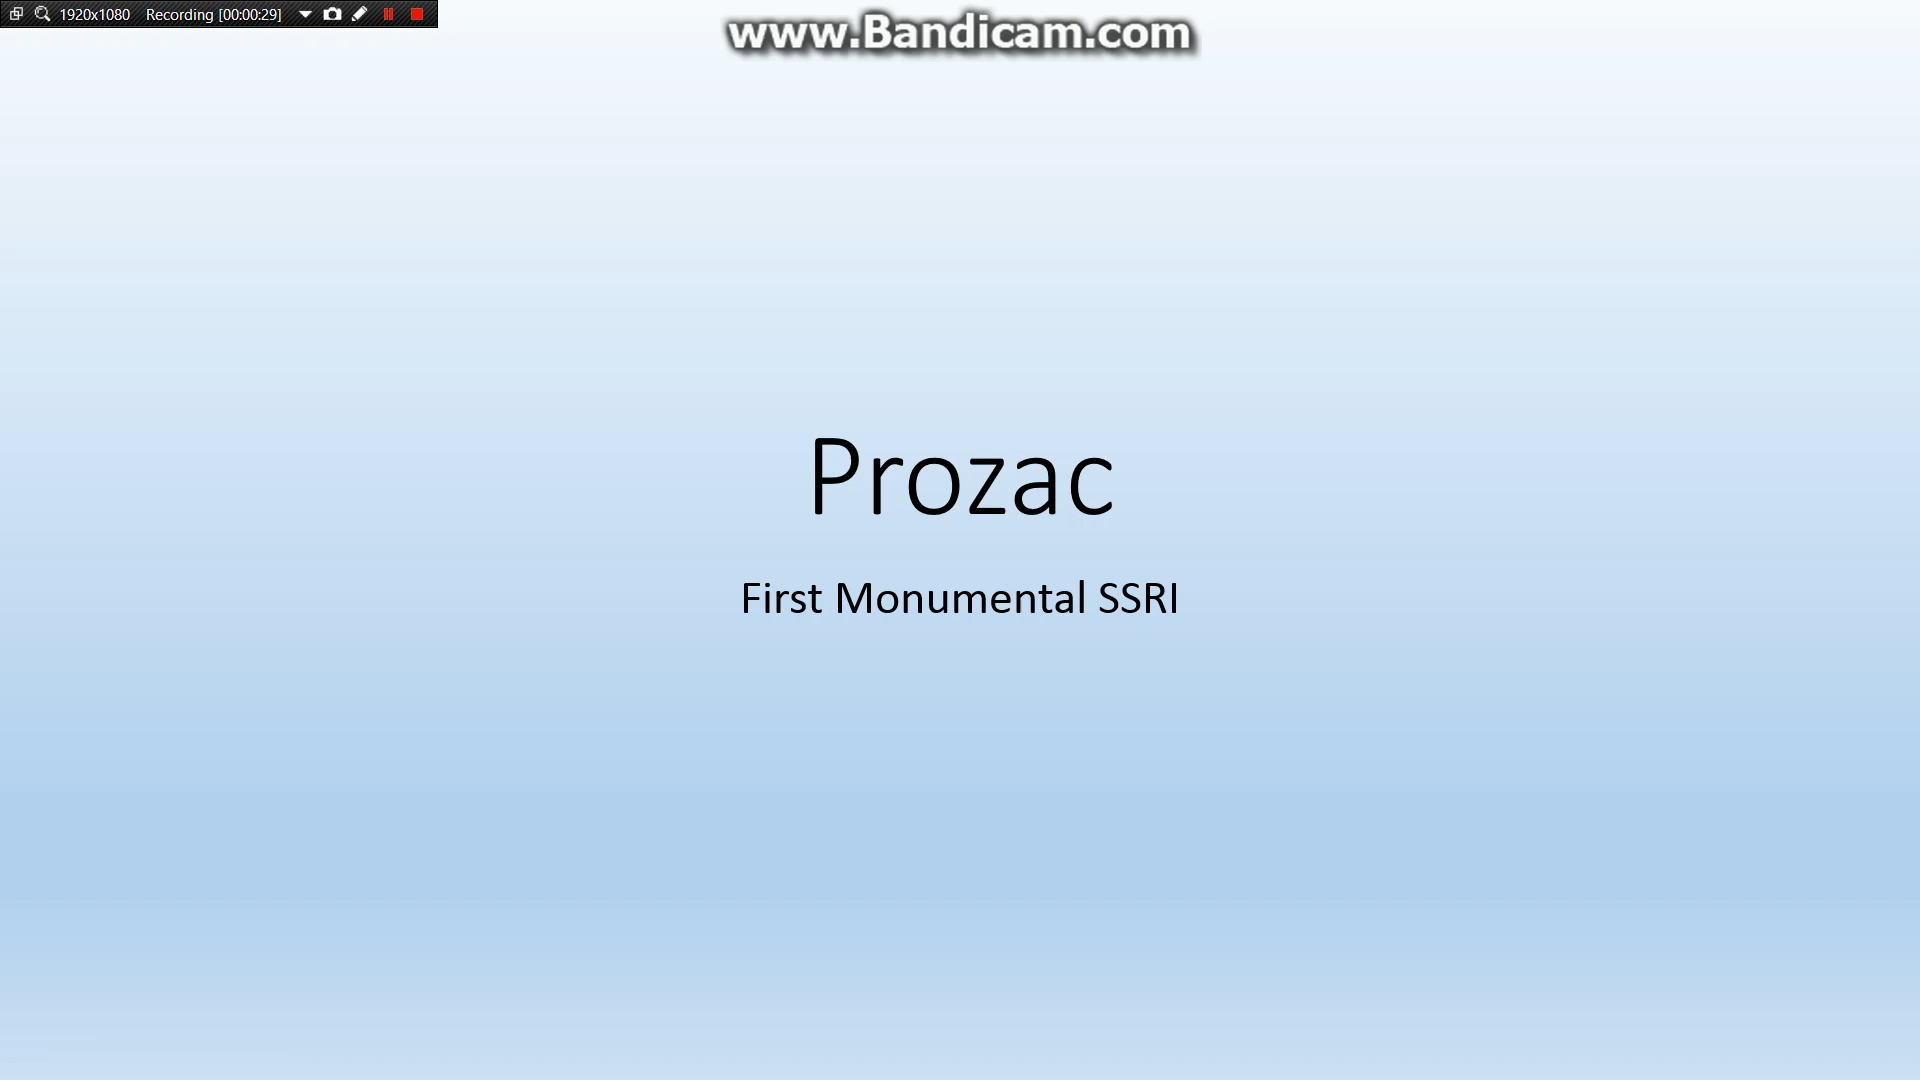 1920x1080 Recording [00:00:29]
www.Bandicam.com
Prozac
First Monumental SSRI